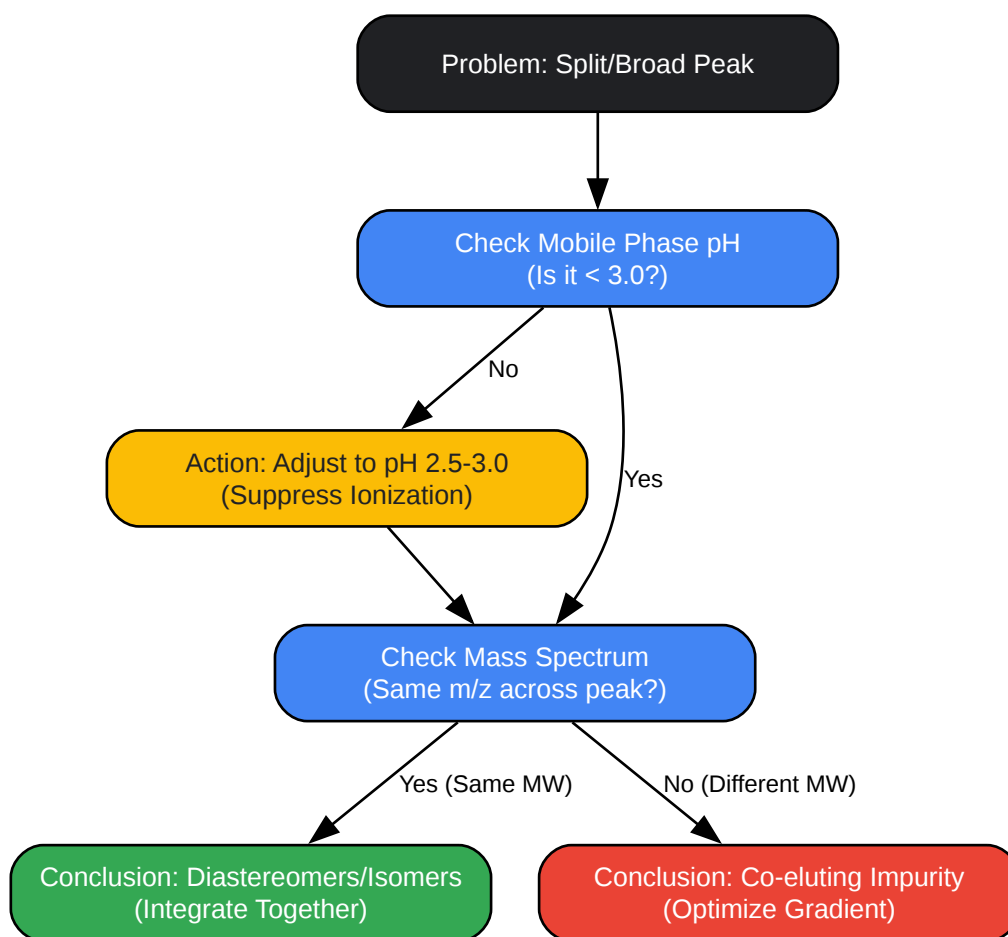 Problem: Split/Broad Peak
Check Mobile Phase pH
(Is it < 3.0?)
No
Action: Adjust to pH 2.5-3.0
(Suppress Ionization)
Yes
Check Mass Spectrum
(Same m/z across peak?)
Yes (Same MW)
No (Different MW)
Conclusion: Diastereomers/Isomers
(Integrate Together)
Conclusion: Co-eluting Impurity
(Optimize Gradient)